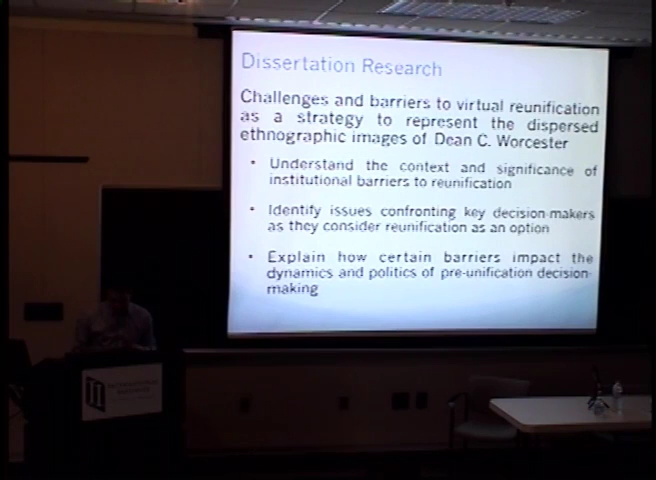 Dissertation Research
Challenges and barriers to virtual reunification
as a strategy to represent the dispersed
ethnographic images of Dean C. Worcester
• Understand the context and significance of
institutional barriers to reunification
• Identify issues confronting key decision-makers
as they consider reunification as an option
• Explain how certain barriers impact the
dynamics and politics of pre-unification decision-
making